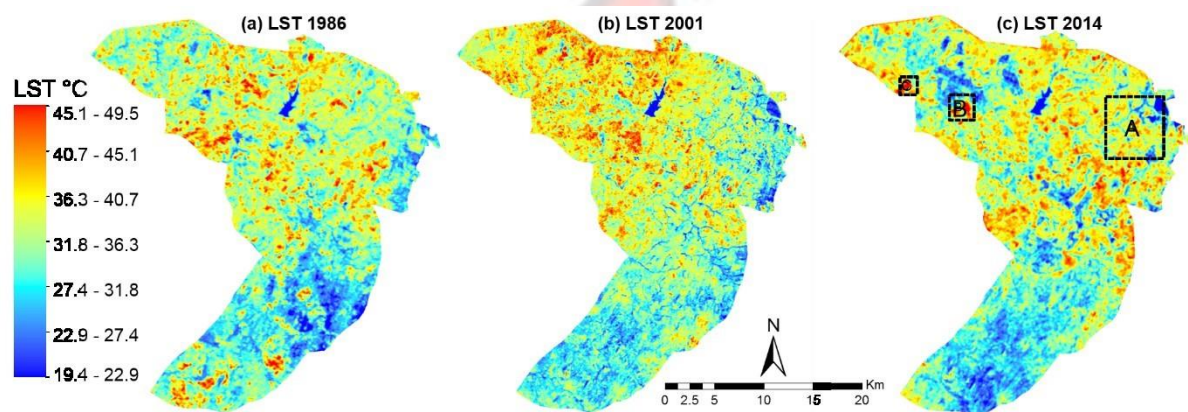 (a) LST 1986
(b) LST 2001
(c) LST 2014
LST °C
45.1 - 49.5
40.7 - 45.1
36.3 - 40.7
31.8 - 36.3
27.4 - 31.8
22.9 - 27.4
19.4 - 22.9
B
A
N
Km
0 2.5 5 10 15 20